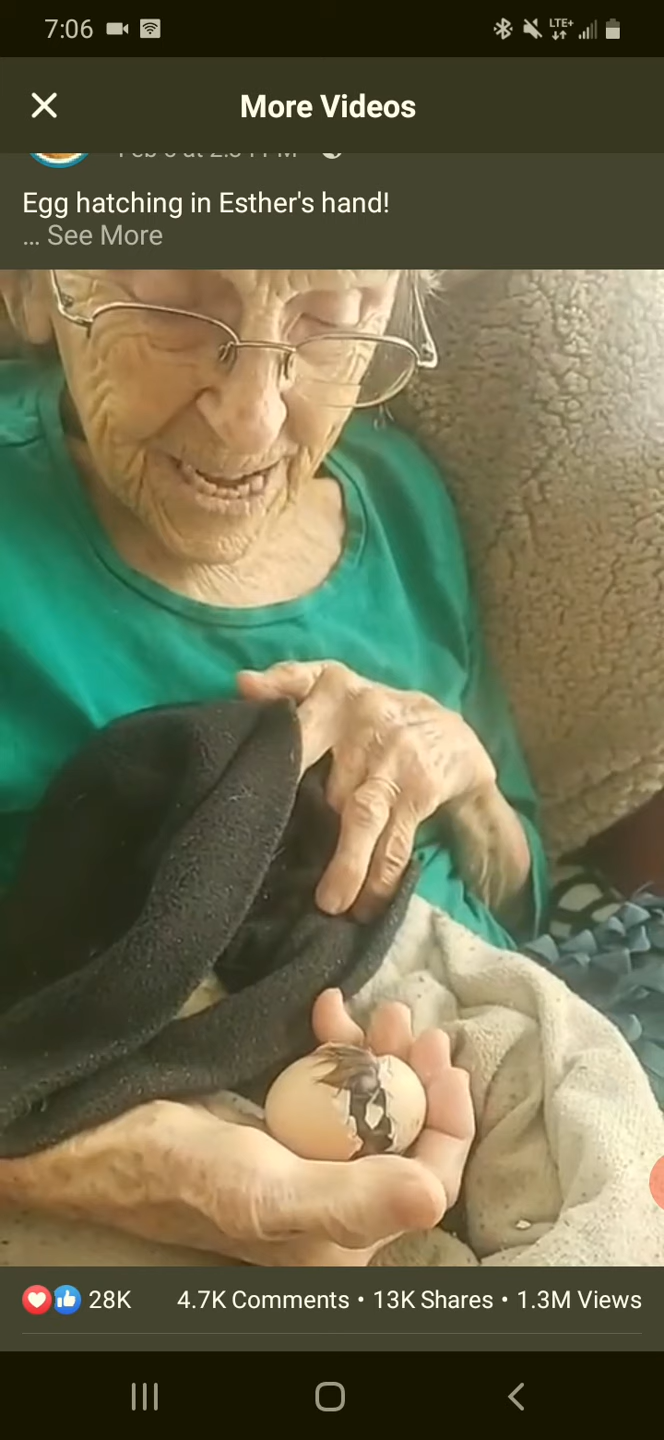 7:06
LTE+
More Videos
Egg hatching in Esther's hand!
... See More
28K 4.7K Comments • 13K Shares • 1.3M Views